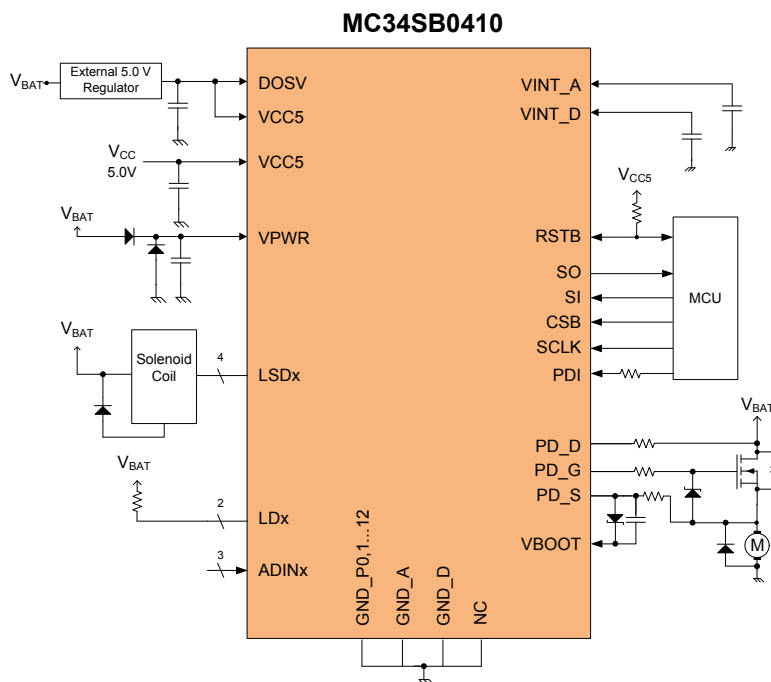 MC34SB0410
VBAT
External 5.0 V
Regulator
DOSV
VCC5
VCC
5.0V
VCC5
VBAT
VPWR
VBAT
Solenoid
Coil
4
LSDx
VBAT
2
LDx
3
ADINx
VINT_A
VINT_D
VCC5
RSTB
SO
SI
CSB
SCLK
PDI
MCU
VBAT
PD_D
PD_G
PD_S
VBOOT
M
GND_P0,1...12
GND_A
GND_D
NC